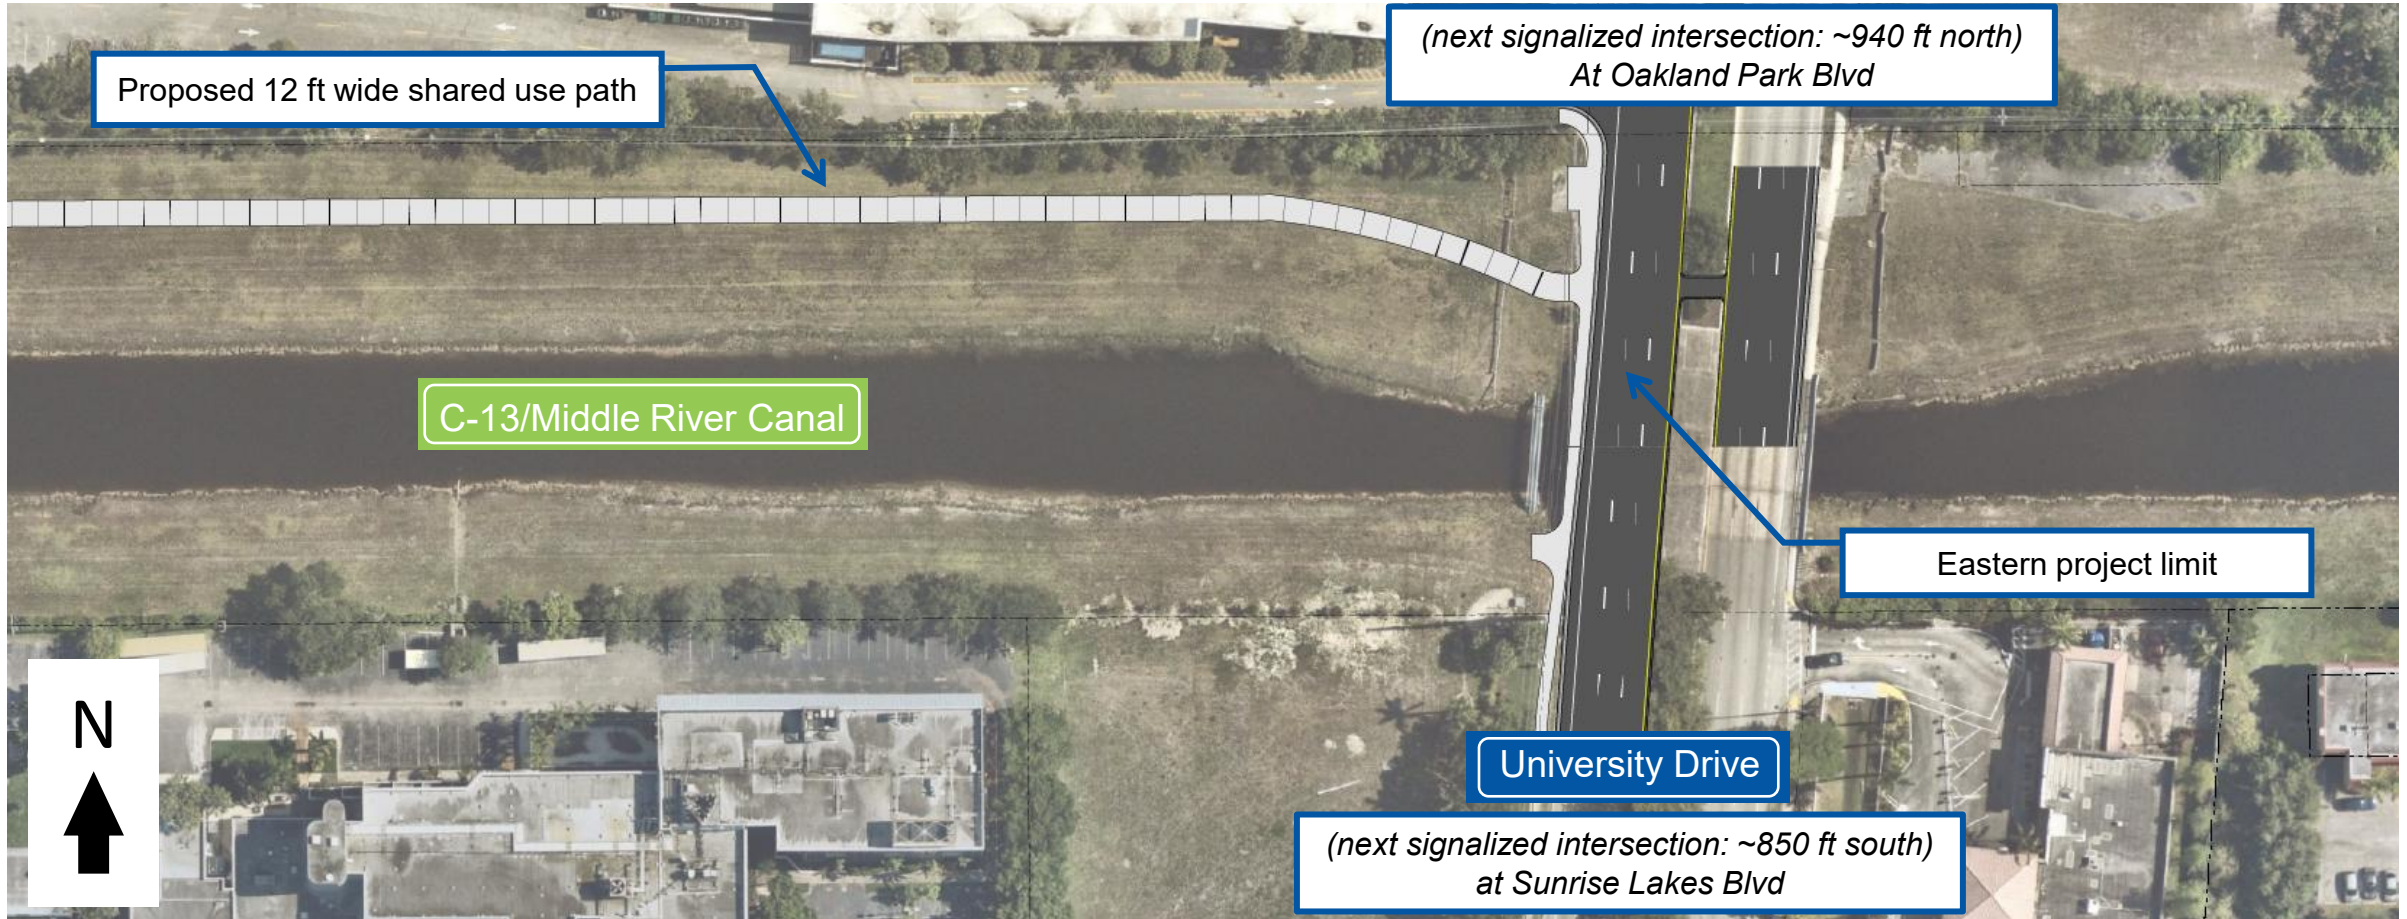 (next signalized intersection: ~940 ft north)
At Oakland Park Blvd
Proposed 12 ft wide shared use path
C-13/Middle River Canal
Eastern project limit
N
University Drive
(next signalized intersection: ~850 ft south)
at Sunrise Lakes Blvd